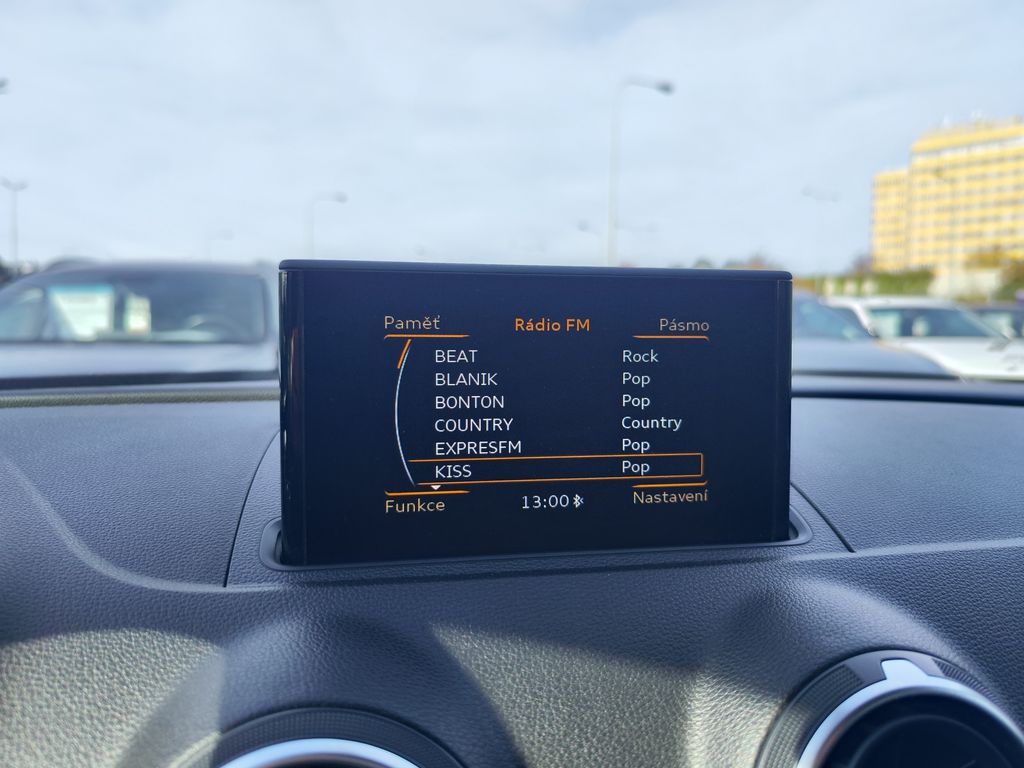 Paměť Rádio FM Pásmo
BEAT Rock
BLANIK Pop
BONTON Pop
COUNTRY Country
EXPRESFM Pop
KISS Pop
Funkce 13:00 Nastavení